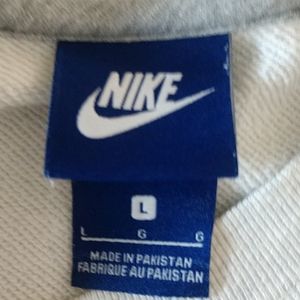 NIKE
L
L G G
MADE IN PAKISTAN
FABRIQUE AU PAKISTAN